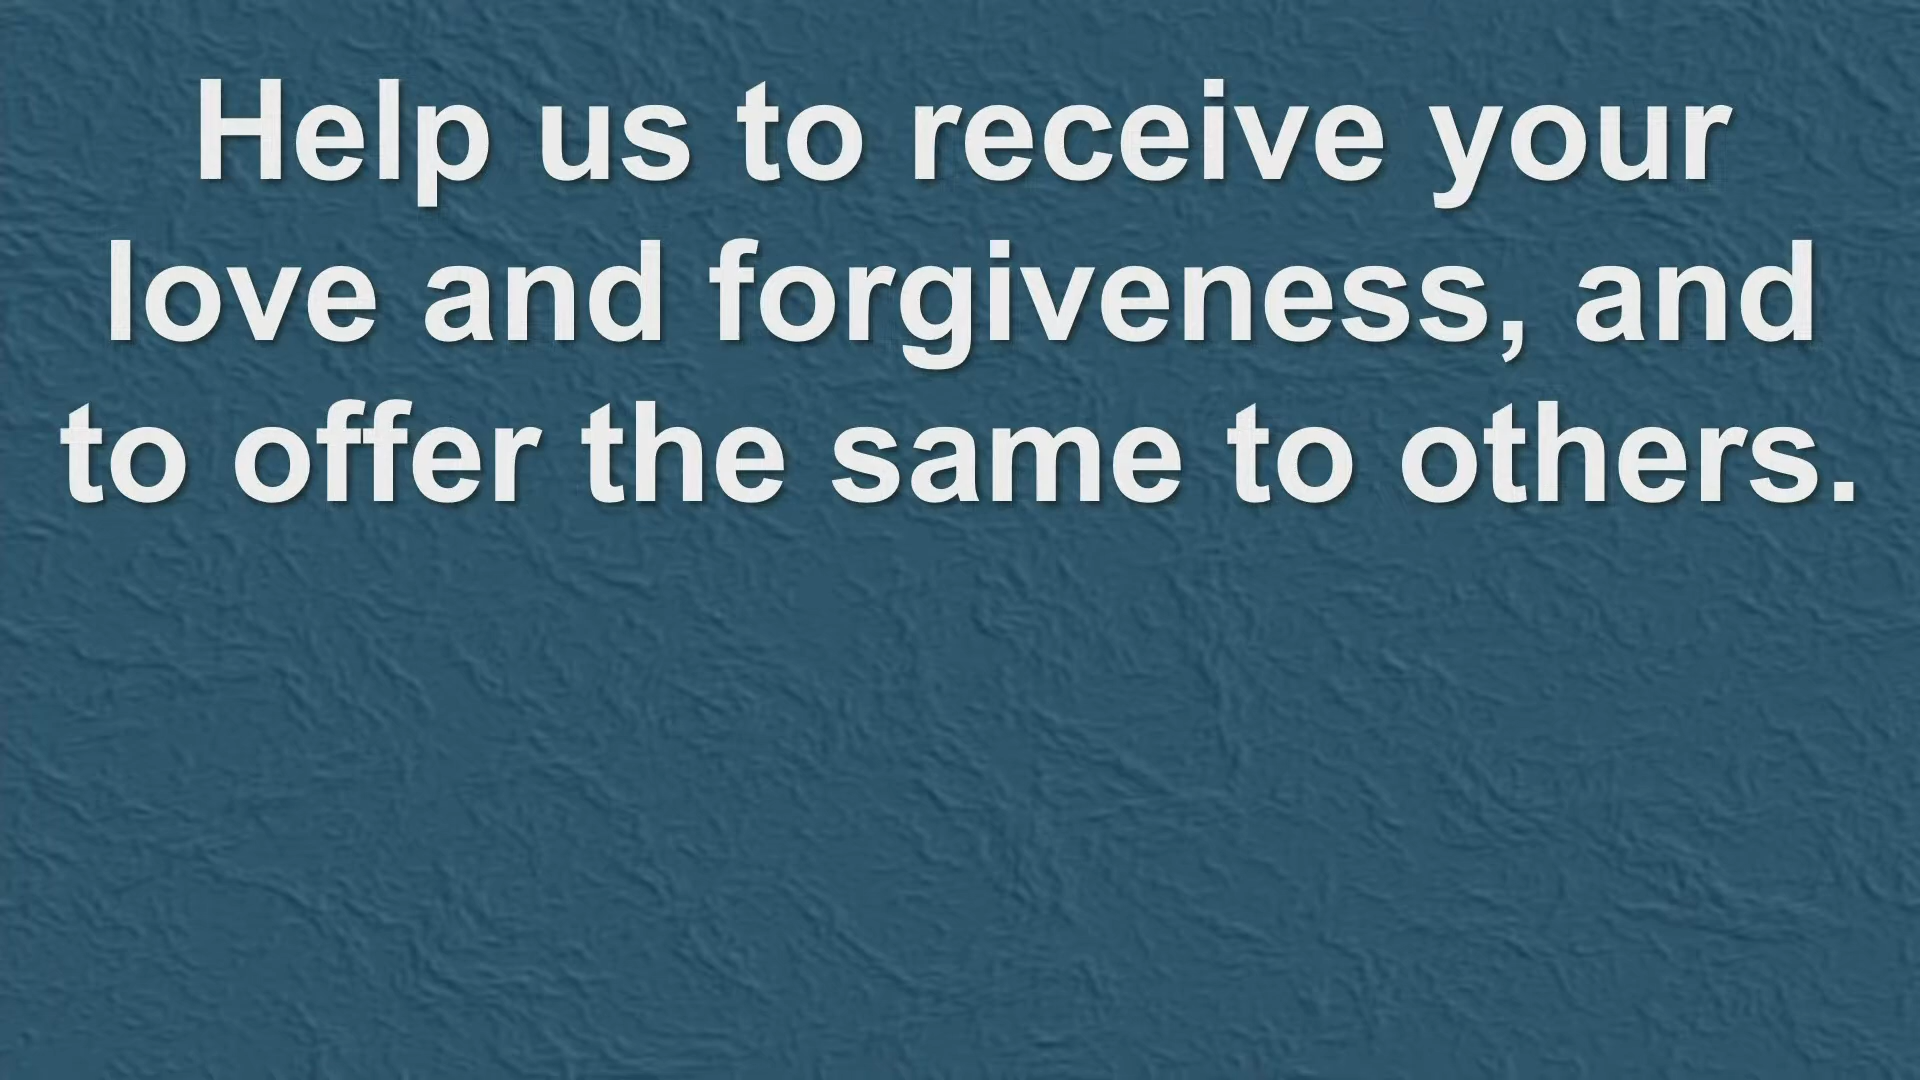 Help us to receive your
love and forgiveness, and
to offer the same to others.